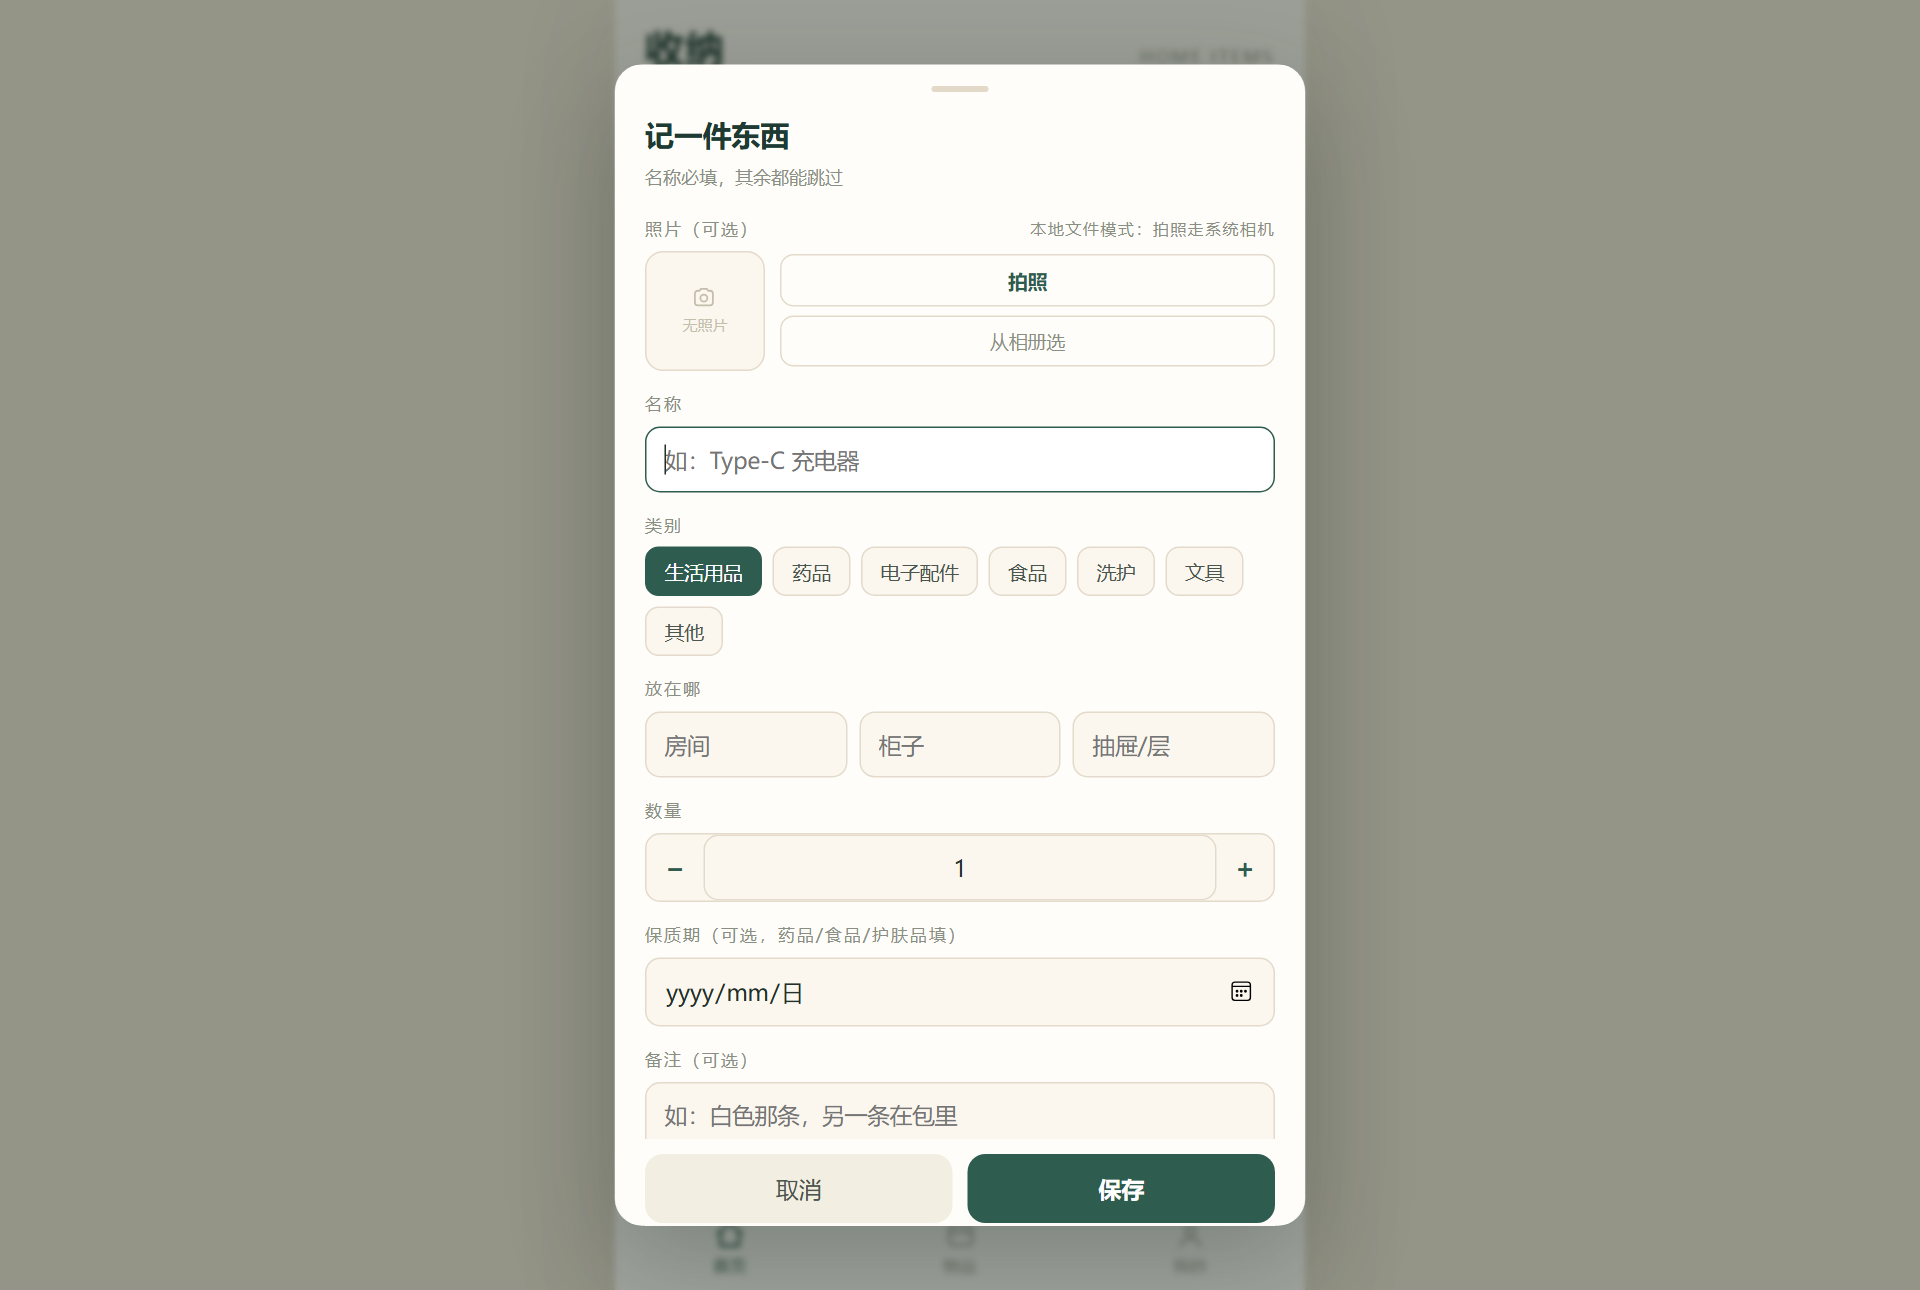 收纳
HOME ITEMS
记一件东西
名称必填，其余都能跳过
照片（可选）
本地文件模式：拍照走系统相机
无照片
拍照
从相册选
名称
如：Type-C 充电器
类别
生活用品
药品
电子配件
食品
洗护
文具
其他
放在哪
房间
柜子
抽屉/层
数量
−
1
+
保质期（可选，药品/食品/护肤品填）
yyyy/mm/日
备注（可选）
如：白色那条，另一条在包里
取消
保存